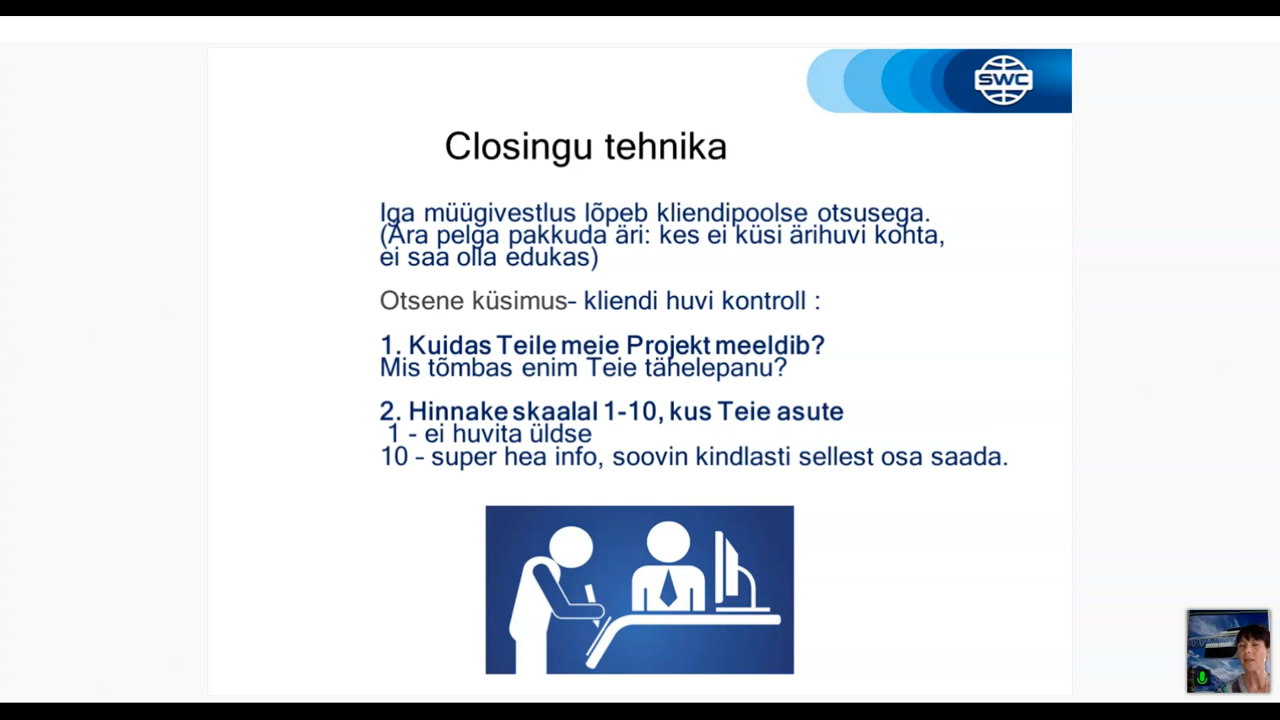 SWC
Closingu tehnika
Iga müügivestlus lõpeb kliendipoolse otsusega.
(Ära pelga pakkuda äri: kes ei küsi ärihuvi kohta,
ei saa olla edukas)
Otsene küsimus– kliendi huvi kontroll :
1. Kuidas Teile meie Projekt meeldib?
Mis tõmbas enim Teie tähelepanu?
2. Hinnake skaalal 1-10, kus Teie asute
1 - ei huvita üldse
10 – super hea info, soovin kindlasti sellest osa saada.